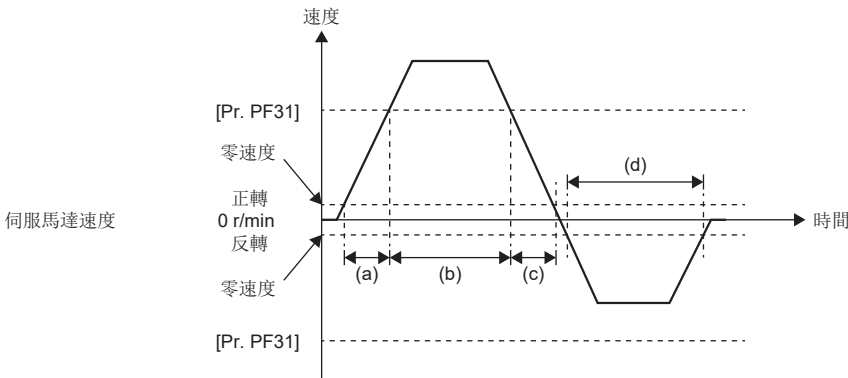 速度
[Pr. PF31]
零速度
(d)
正轉
伺服馬達速度
0 r/min
時間
反轉
(a)
(b)
(c)
零速度
[Pr. PF31]